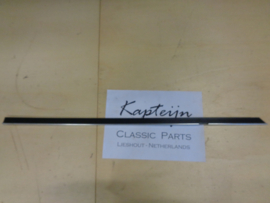 Kapteijn
Classic Parts
Lieshout - Netherlands